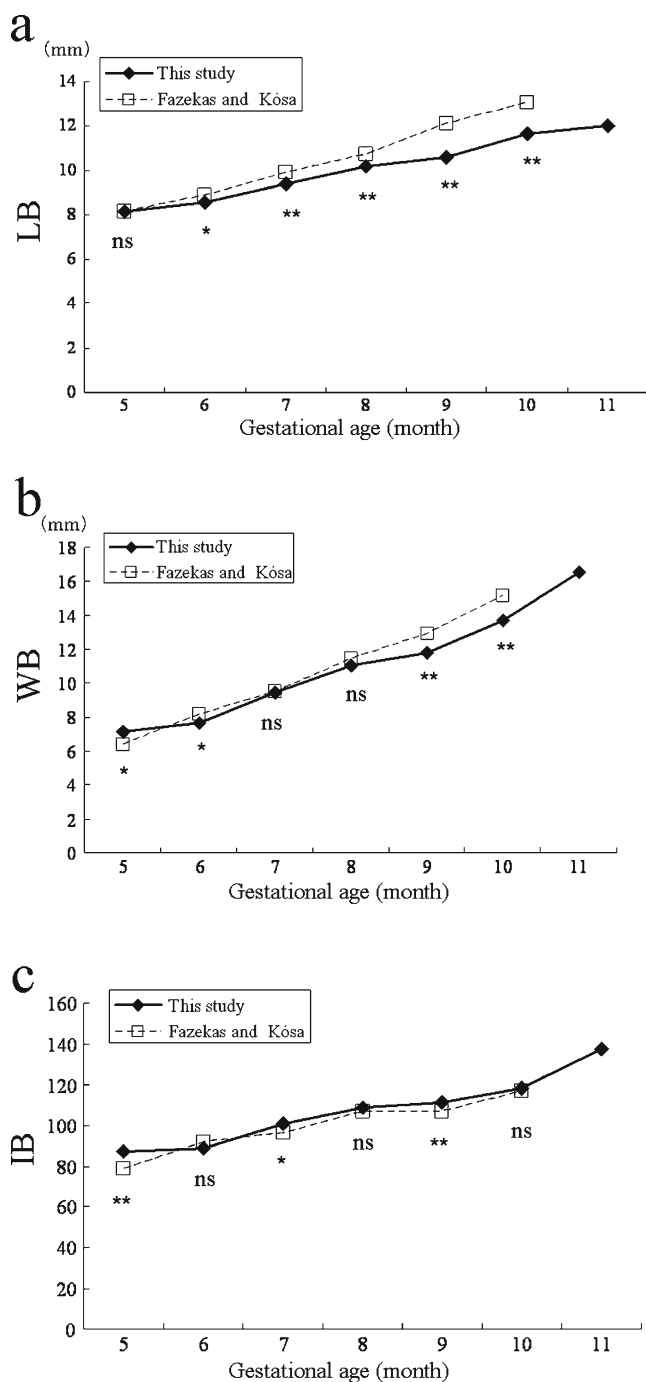 a
(mm)
This study
Fazekas and Kósa
14
12
10
8
6
4
2
0
LB
ns
*
**
**
**
**
5 6 7 8 9 10 11
Gestational age (month)
b
(mm)
This study
Fazekas and Kósa
18
16
14
12
10
8
6
4
2
0
WB
*
*
ns
ns
**
**
5 6 7 8 9 10 11
Gestational age (month)
c
This study
Fazekas and Kósa
160
140
120
100
80
60
40
20
0
IB
**
ns
*
ns
**
ns
5 6 7 8 9 10 11
Gestational age (month)